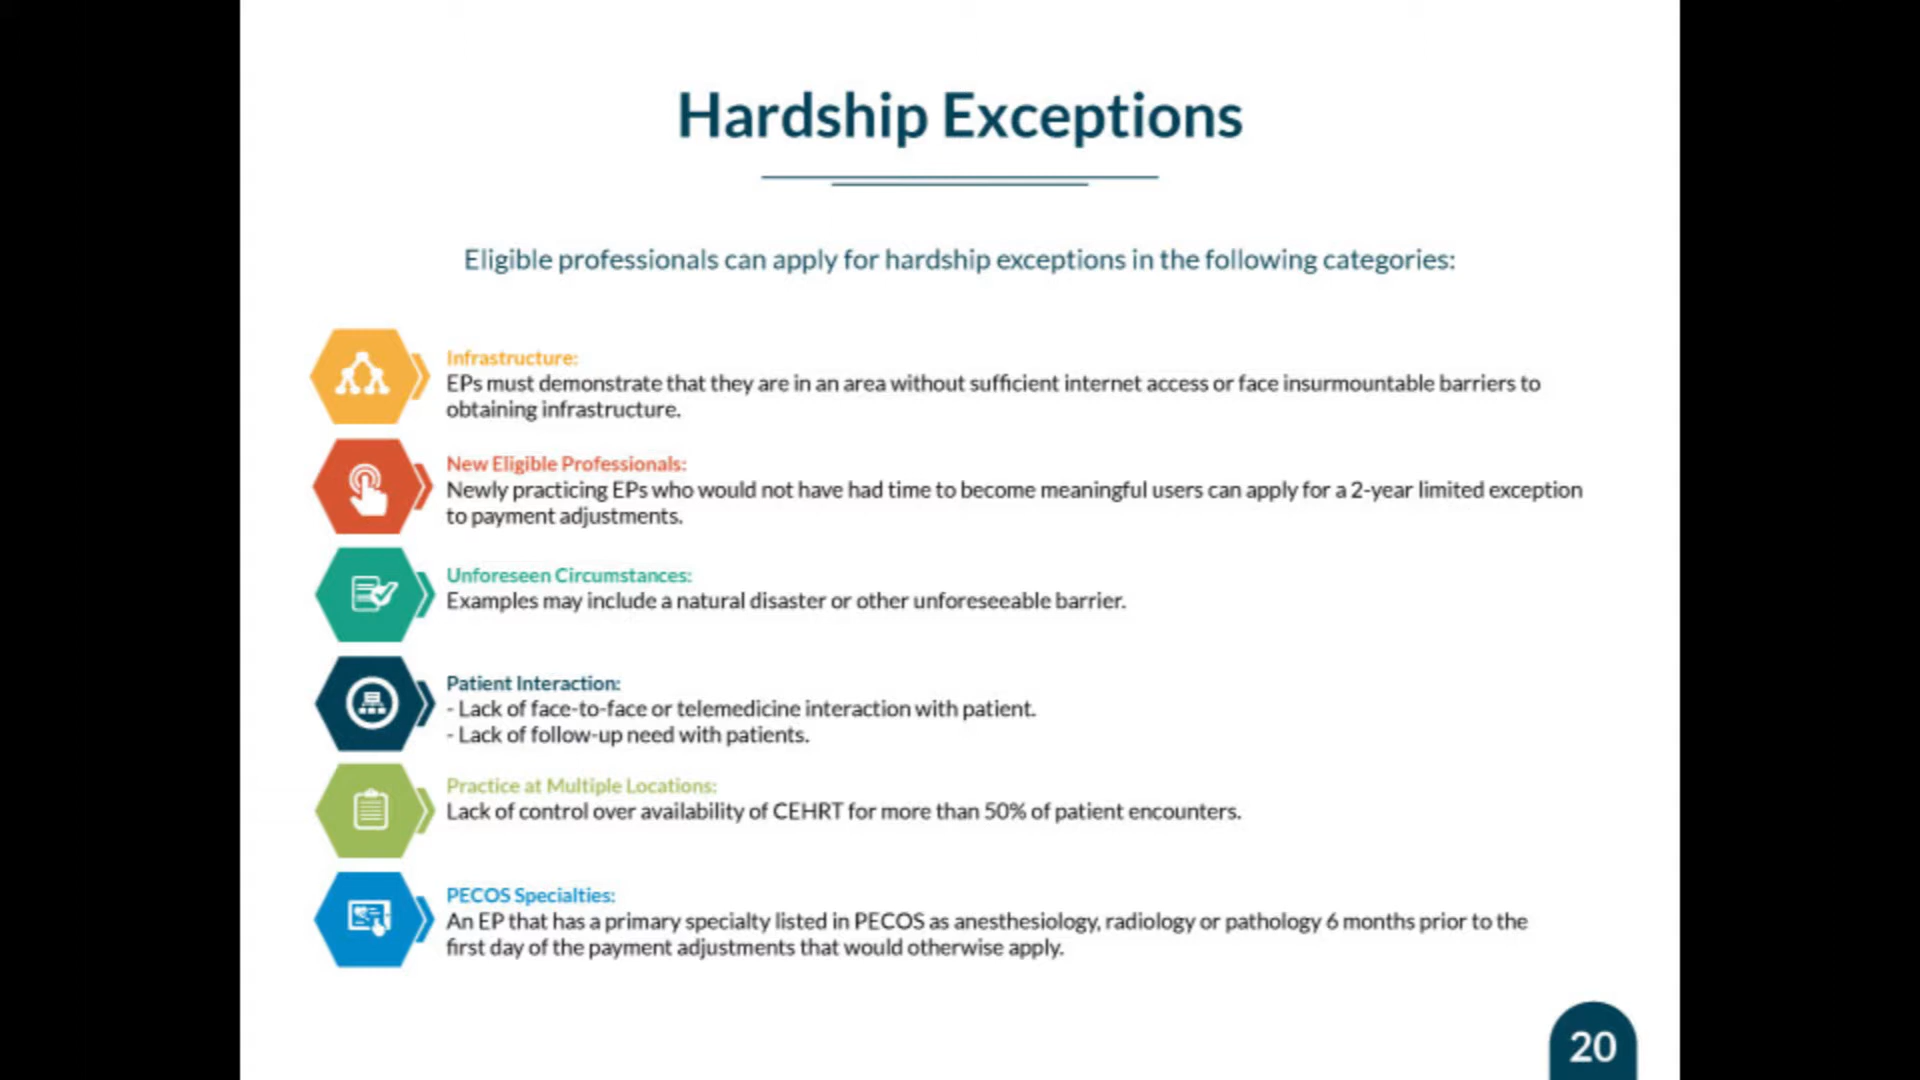 Hardship Exceptions
Eligible professionals can apply for hardship exceptions in the following categories:
Infrastructure:
EPs must demonstrate that they are in an area without sufficient internet access or face insurmountable barriers to
obtaining infrastructure.
New Eligible Professionals:
Newly practicing EPs who would not have had time to become meaningful users can apply for a 2-year limited exception
to payment adjustments.
Unforeseen Circumstances:
Examples may include a natural disaster or other unforeseeable barrier.
Patient Interaction:
- Lack of face-to-face or telemedicine interaction with patient.
- Lack of follow-up need with patients.
Practice at Multiple Locations:
Lack of control over availability of CEHRT for more than 50% of patient encounters.
PECOS Specialties:
An EP that has a primary specialty listed in PECOS as anesthesiology, radiology or pathology 6 months prior to the
first day of the payment adjustments that would otherwise apply.
20